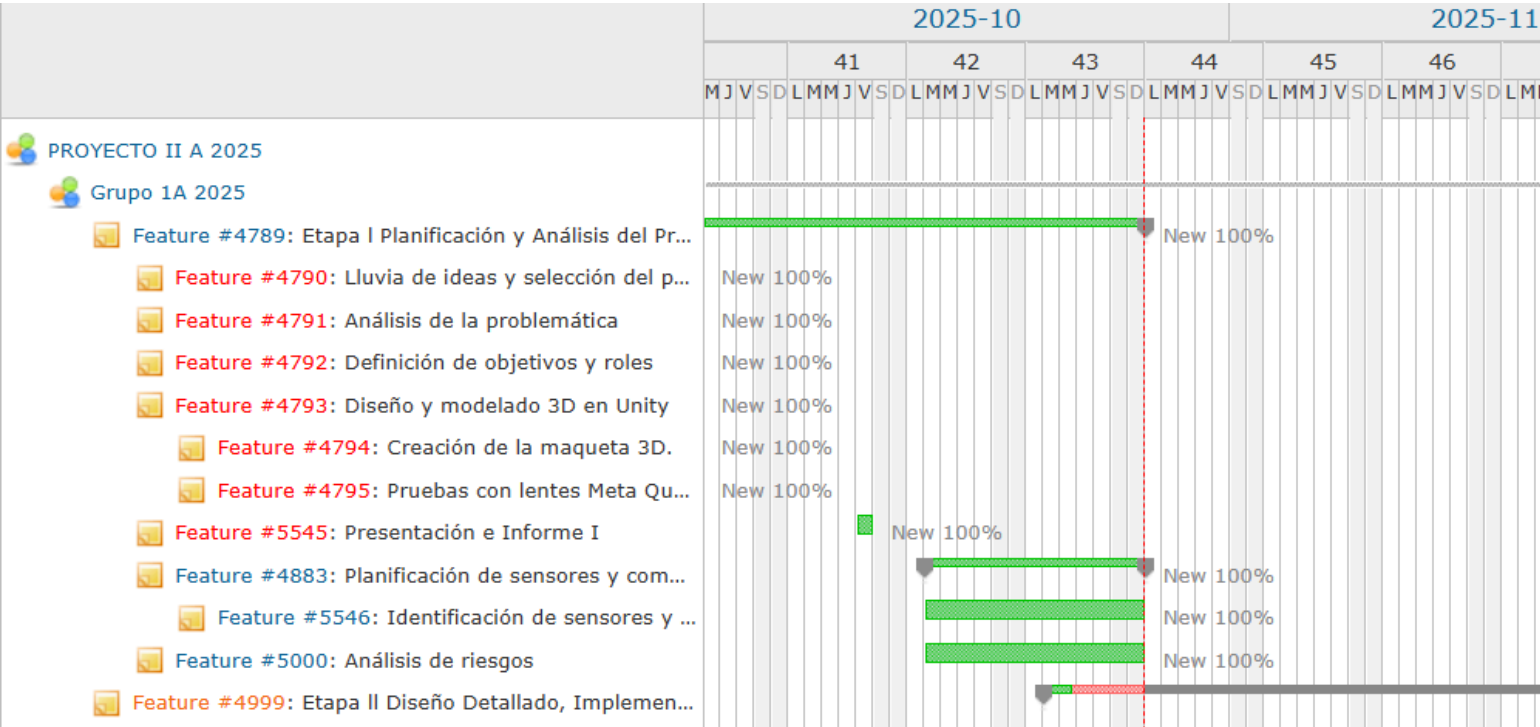 2025-10 2025-11
41 42 43 44 45 46
M J V S D L M M J V S D L M M J V S D L M M J V S D L M M J V S D L M M J V S D L M M J V S D L M
PROYECTO II A 2025
Grupo 1A 2025
Feature #4789: Etapa l Planificación y Análisis del Pr... New 100%
Feature #4790: Lluvia de ideas y selección del p... New 100%
Feature #4791: Análisis de la problemática New 100%
Feature #4792: Definición de objetivos y roles New 100%
Feature #4793: Diseño y modelado 3D en Unity New 100%
Feature #4794: Creación de la maqueta 3D. New 100%
Feature #4795: Pruebas con lentes Meta Qu... New 100%
Feature #5545: Presentación e Informe I New 100%
Feature #4883: Planificación de sensores y com... New 100%
Feature #5546: Identificación de sensores y ... New 100%
Feature #5000: Análisis de riesgos New 100%
Feature #4999: Etapa ll Diseño Detallado, Implemen...